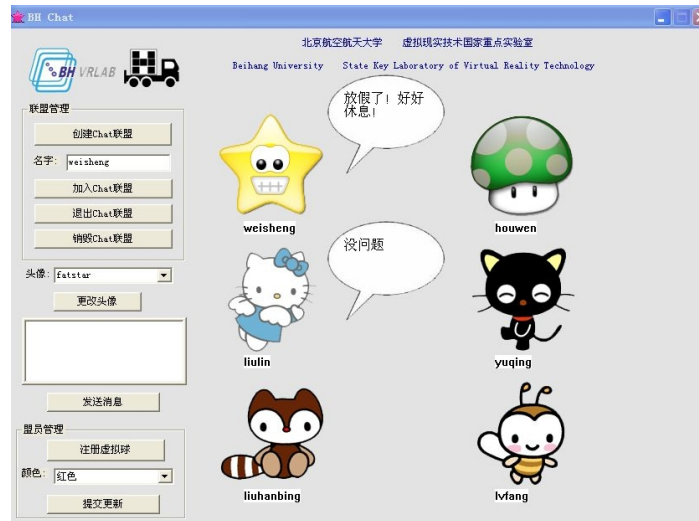 BH Chat
北京航空航天大学 虚拟现实技术国家重点实验室
Beihang University State Key Laboratory of Virtual Reality Technology
BH VRLAB
联盟管理
创建Chat联盟
名字: weisheng
加入Chat联盟
退出Chat联盟
销毁Chat联盟
头像: fatstar
更改头像
发送消息
盟员管理
注册虚拟球
颜色: 红色
提交更新
放假了！好好
休息！
weisheng
houwen
没问题
liulin
yuqing
liuhanbing
lvfang